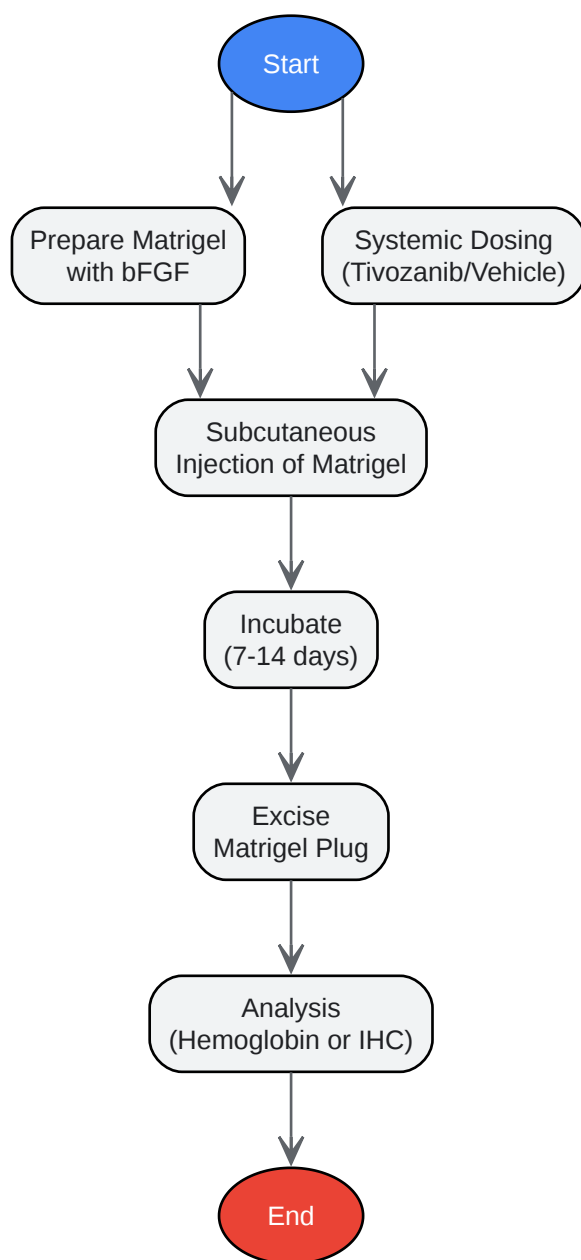 Start
Prepare Matrigel
with bFGF
Systemic Dosing
(Tivozanib/Vehicle)
Subcutaneous
Injection of Matrigel
Incubate
(7-14 days)
Excise
Matrigel Plug
Analysis
(Hemoglobin or IHC)
End